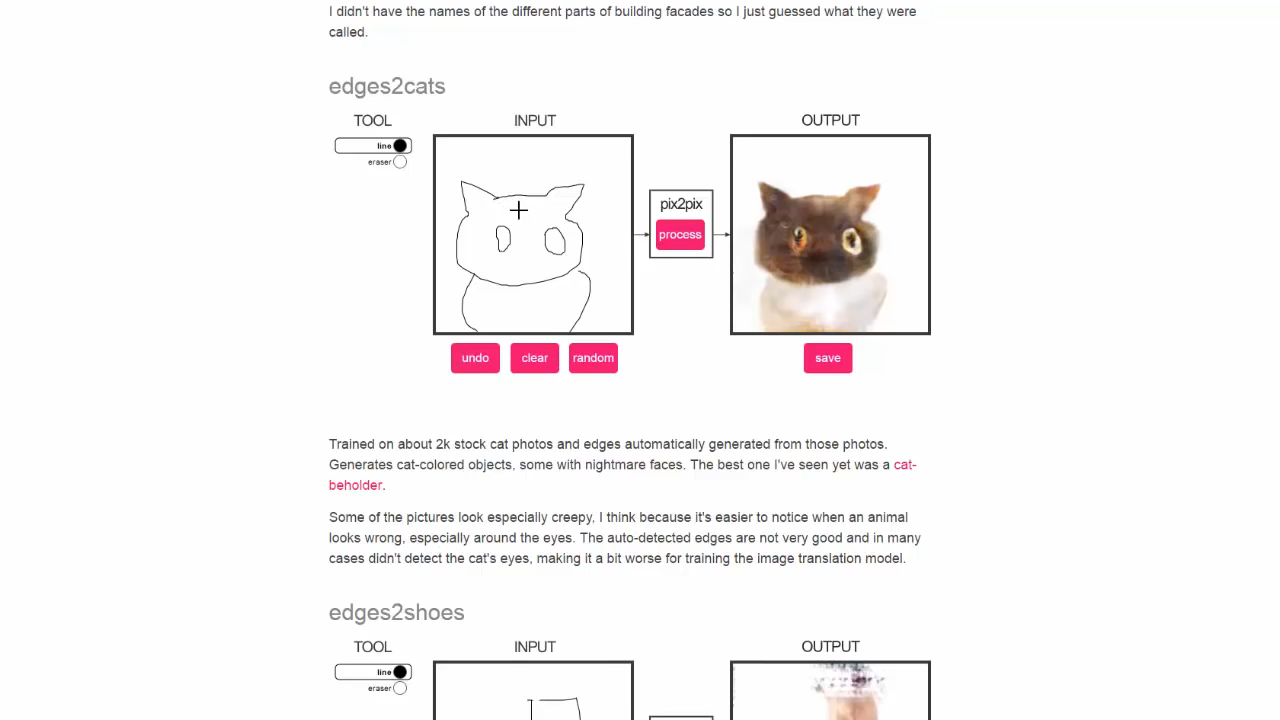 I didn't have the names of the different parts of building facades so I just guessed what they were
called.
edges2cats
TOOL
INPUT
OUTPUT
line
eraser
pix2pix
process
undo
clear
random
save
Trained on about 2k stock cat photos and edges automatically generated from those photos.
Generates cat-colored objects, some with nightmare faces. The best one I've seen yet was a cat-
beholder.
Some of the pictures look especially creepy, I think because it's easier to notice when an animal
looks wrong, especially around the eyes. The auto-detected edges are not very good and in many
cases didn't detect the cat's eyes, making it a bit worse for training the image translation model.
edges2shoes
TOOL
INPUT
OUTPUT
line
eraser